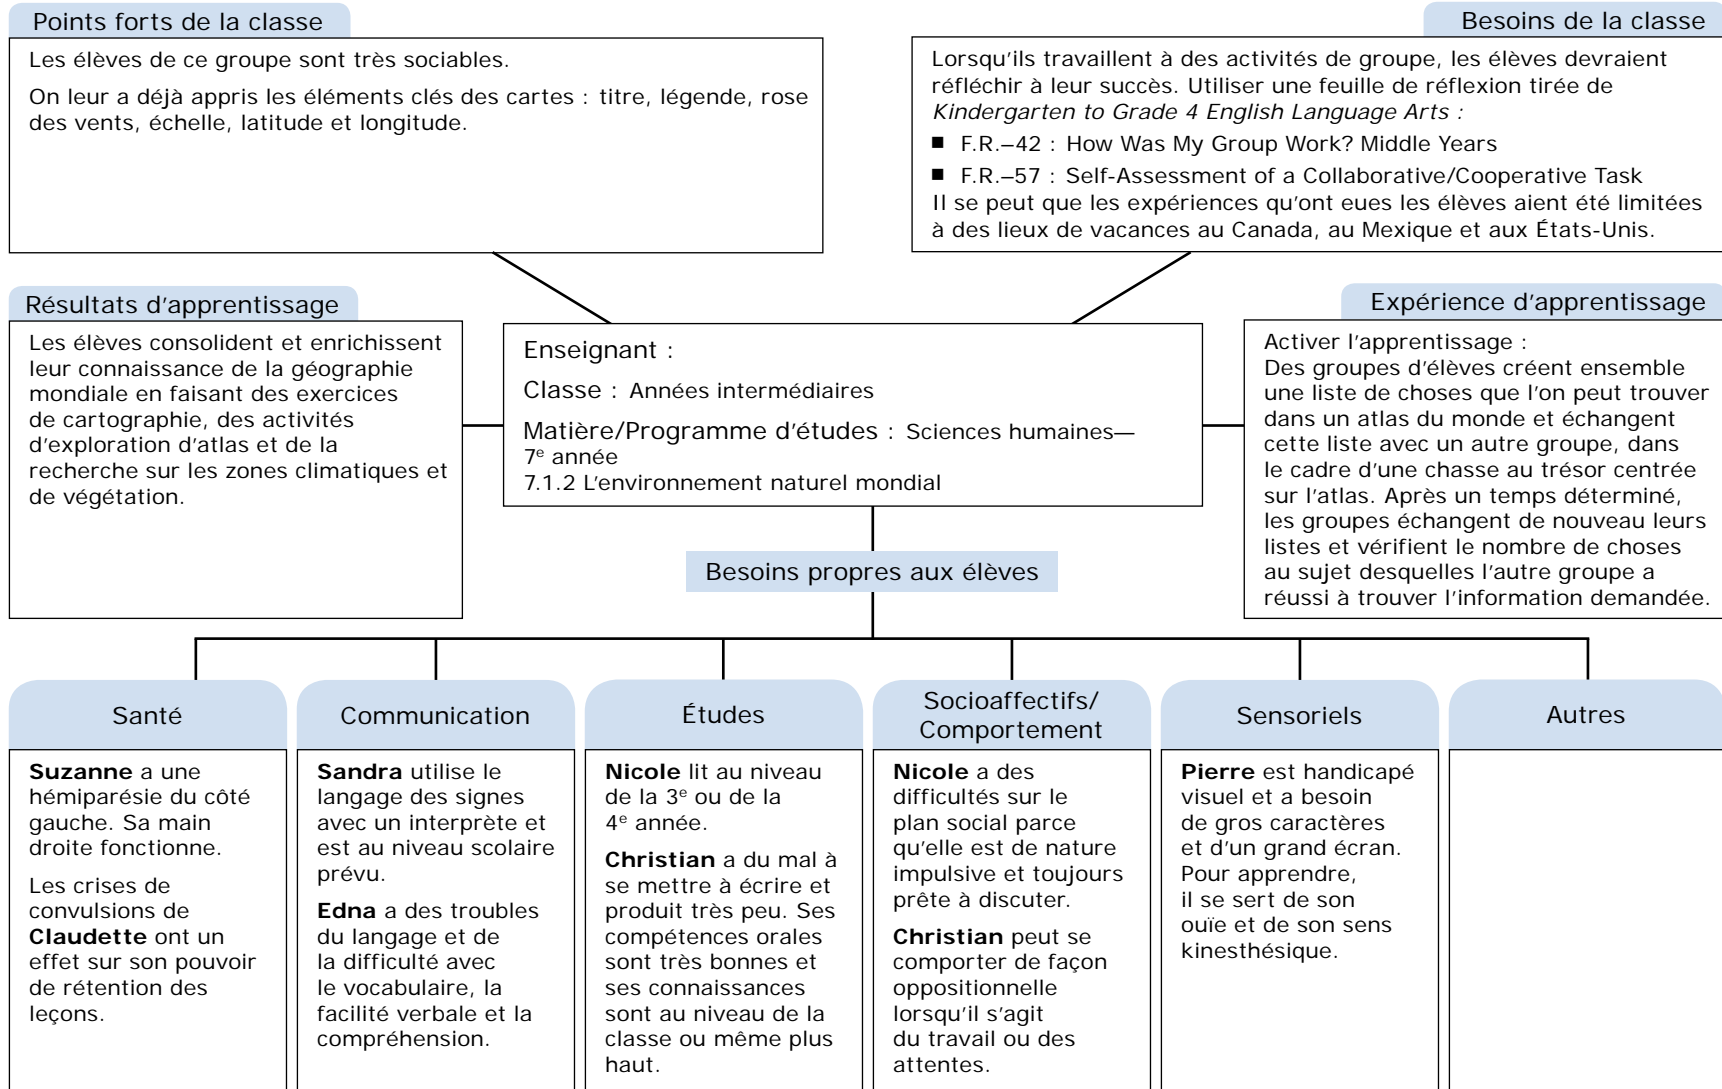 Points forts de la classe
Les élèves de ce groupe sont très sociables.
On leur a déjà appris les éléments clés des cartes : titre, légende, rose
des vents, échelle, latitude et longitude.
Besoins de la classe
Lorsqu'ils travaillent à des activités de groupe, les élèves devraient
réfléchir à leur succès. Utiliser une feuille de réflexion tirée de
Kindergarten to Grade 4 English Language Arts :
■ F.R.–42 : How Was My Group Work? Middle Years
■ F.R.–57 : Self-Assessment of a Collaborative/Cooperative Task
Il se peut que les expériences qu'ont eues les élèves aient été limitées
à des lieux de vacances au Canada, au Mexique et aux États-Unis.
Résultats d'apprentissage
Les élèves consolident et enrichissent
leur connaissance de la géographie
mondiale en faisant des exercices
de cartographie, des activités
d'exploration d'atlas et de la
recherche sur les zones climatiques et
de végétation.
Enseignant :
Classe : Années intermédiaires
Matière/Programme d'études : Sciences humaines—
7e année
7.1.2 L'environnement naturel mondial
Expérience d'apprentissage
Activer l'apprentissage :
Des groupes d'élèves créent ensemble
une liste de choses que l'on peut trouver
dans un atlas du monde et échangent
cette liste avec un autre groupe, dans
le cadre d'une chasse au trésor centrée
sur l'atlas. Après un temps déterminé,
les groupes échangent de nouveau leurs
listes et vérifient le nombre de choses
au sujet desquelles l'autre groupe a
réussi à trouver l'information demandée.
Besoins propres aux élèves
Santé
Suzanne a une
hémiparésie du côté
gauche. Sa main
droite fonctionne.
Les crises de
convulsions de
Claudette ont un
effet sur son pouvoir
de rétention des
leçons.
Communication
Sandra utilise le
langage des signes
avec un interprète et
est au niveau scolaire
prévu.
Edna a des troubles
du langage et de
la difficulté avec
le vocabulaire, la
facilité verbale et la
compréhension.
Études
Nicole lit au niveau
de la 3e ou de la
4e année.
Christian a du mal à
se mettre à écrire et
produit très peu. Ses
compétences orales
sont très bonnes et
ses connaissances
sont au niveau de la
classe ou même plus
haut.
Socioaffectifs/
Comportement
Nicole a des
difficultés sur le
plan social parce
qu'elle est de nature
impulsive et toujours
prête à discuter.
Christian peut se
comporter de façon
oppositionnelle
lorsqu'il s'agit
du travail ou des
attentes.
Sensoriels
Pierre est handicapé
visuel et a besoin
de gros caractères
et d'un grand écran.
Pour apprendre,
il se sert de son
ouïe et de son sens
kinesthésique.
Autres